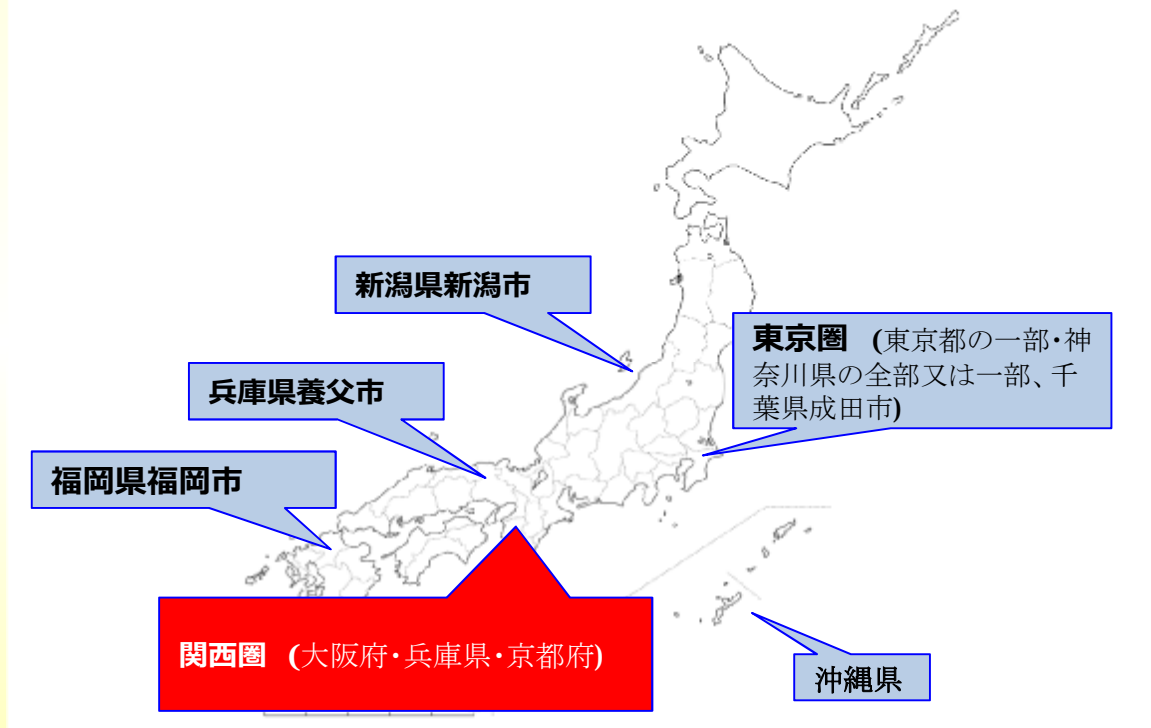 新潟県新潟市
東京圏 (東京都の一部・神
奈川県の全部又は一部、千
葉県成田市)
兵庫県養父市
福岡県福岡市
関西圏 (大阪府・兵庫県・京都府)
沖縄県